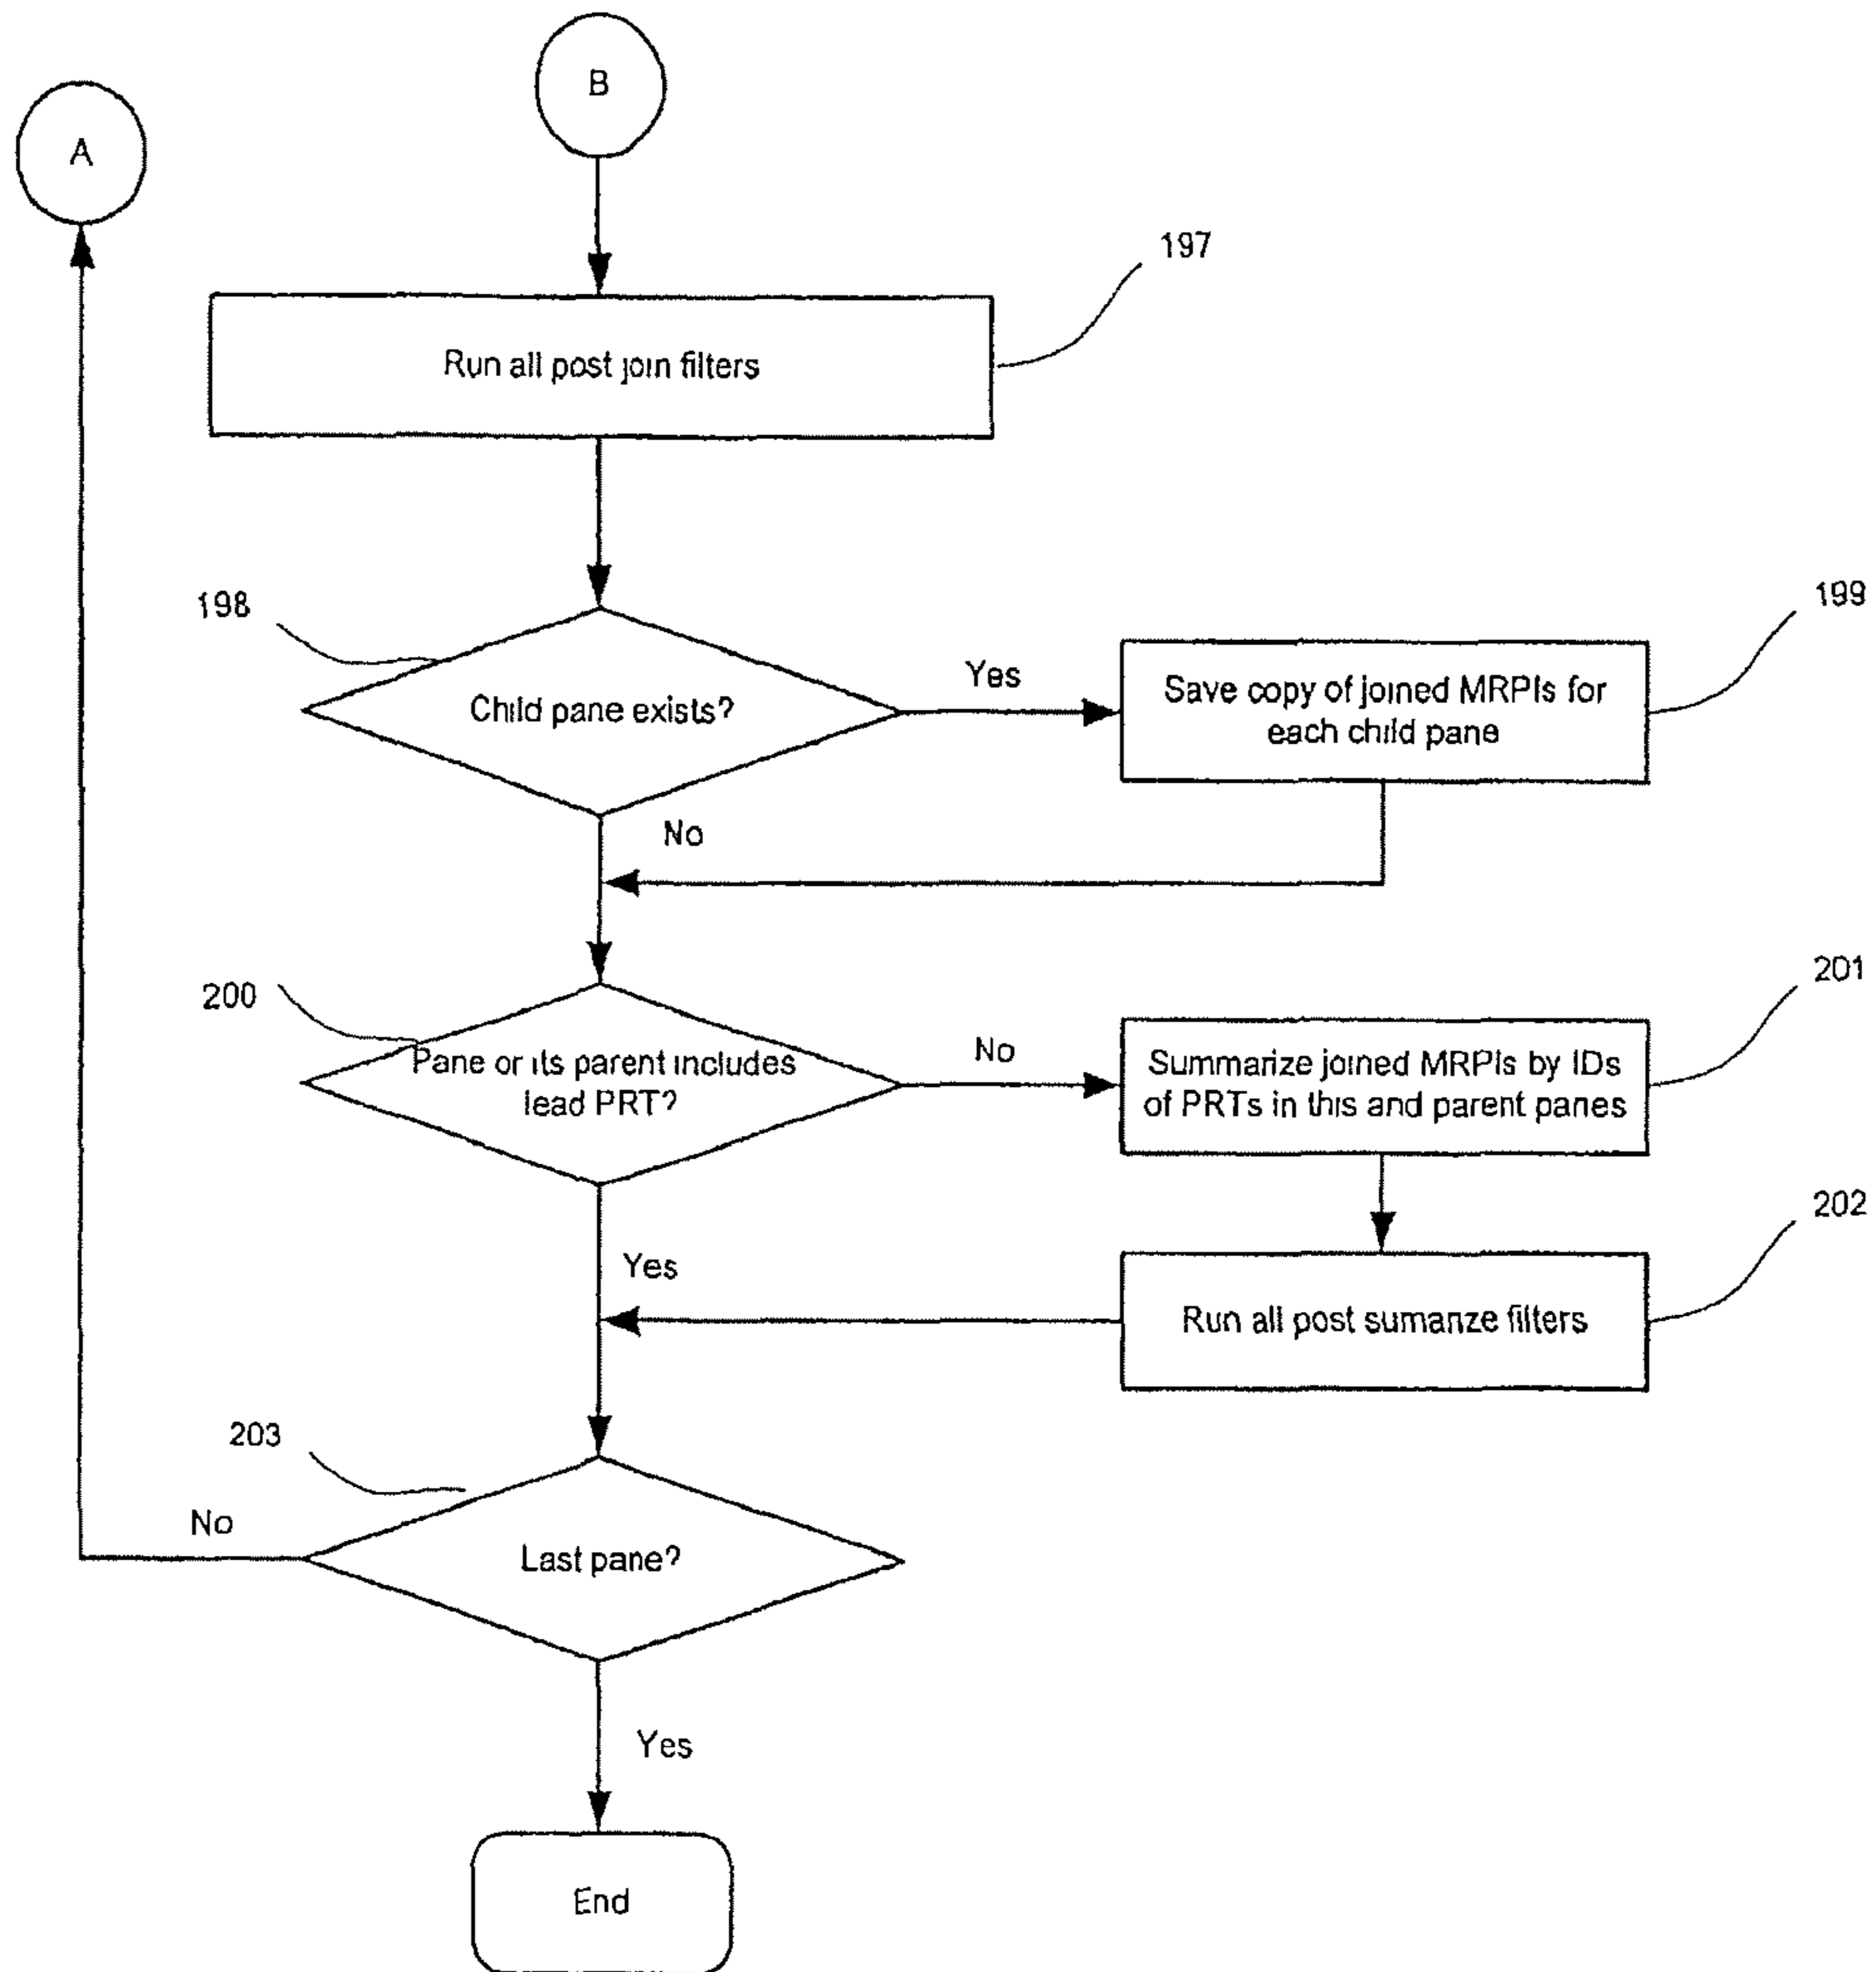 B
A
197
Run all post join filters
198
199
Yes
Child pane exists?
Save copy of joined MRPIs for
each child pane
No
200
201
No
Pane or its parent includes
lead PRT?
Summarize joined MRPIs by IDs
of PRTs in this and parent panes
202
Yes
Run all post sumarize filters
203
No
Last pane?
Yes
End